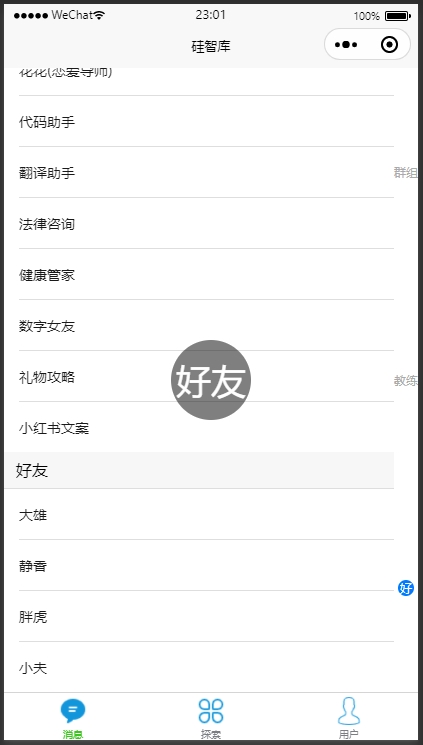 WeChat 23:01 100%
硅智库
花花(恋爱导师)
代码助手
翻译助手
群组
法律咨询
健康管家
数字女友
礼物攻略
好友
教练
小红书文案
好友
大雄
静香
好
胖虎
小夫
消息
探索
用户